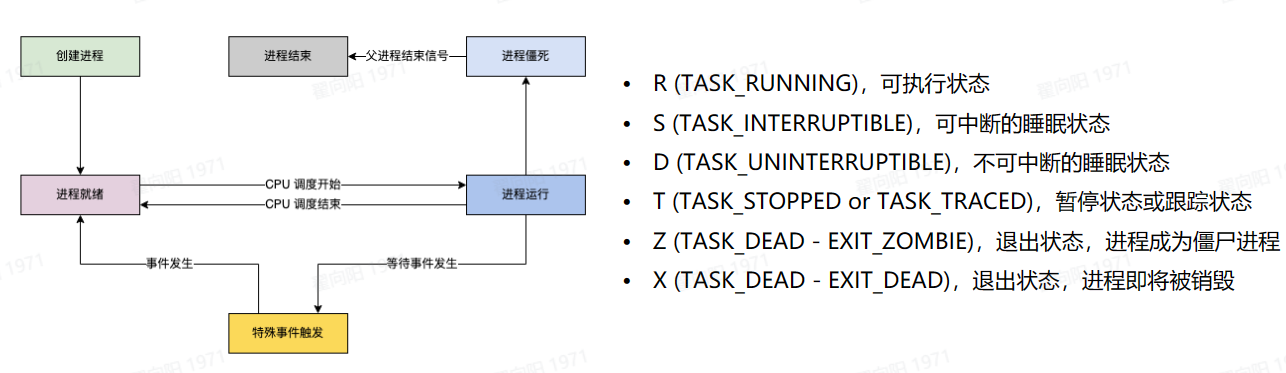 创建进程
进程结束
父进程结束信号
进程僵死
进程就绪
CPU 调度开始
CPU 调度结束
进程运行
事件发生
等待事件发生
特殊事件触发
• R (TASK_RUNNING)，可执行状态
• S (TASK_INTERRUPTIBLE)，可中断的睡眠状态
• D (TASK_UNINTERRUPTIBLE)，不可中断的睡眠状态
• T (TASK_STOPPED or TASK_TRACED)，暂停状态或跟踪状态
• Z (TASK_DEAD - EXIT_ZOMBIE)，退出状态，进程成为僵尸进程
• X (TASK_DEAD - EXIT_DEAD)，退出状态，进程即将被销毁
翟向阳 1971